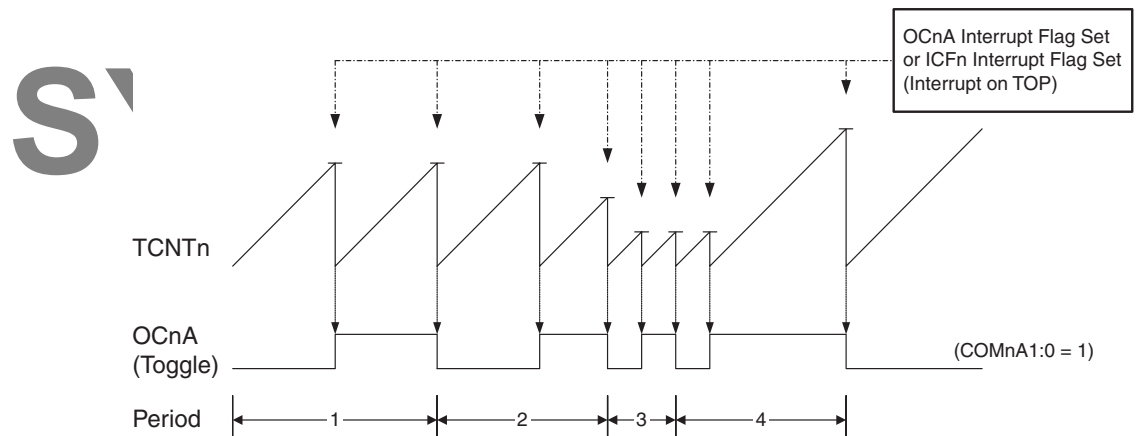 OCnA Interrupt Flag Set
or ICFn Interrupt Flag Set
(Interrupt on TOP)
TCNTn
OCnA
(Toggle)
(COMnA1:0 = 1)
Period
1
2
3
4